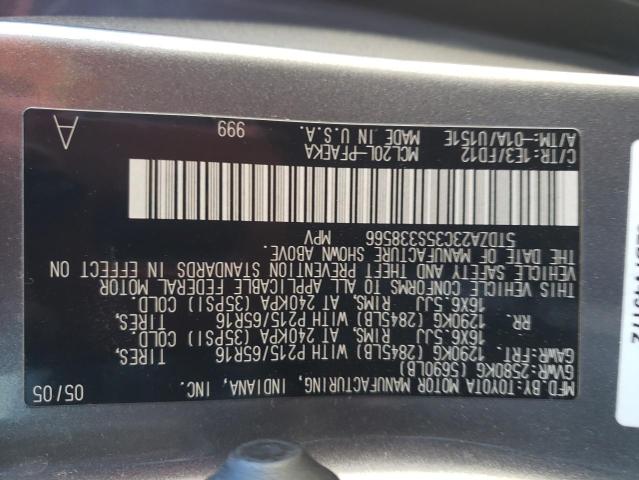 MFD.BY:TOYOTA MOTOR MANUFACTURING, INDIANA, INC. 05/05
GVWR:2580KG(5690LB)
GAWR:FRT. 1290KG (2845LB) WITH P215/65R16 TIRES,
16X6.5JJ RIMS, AT 240KPA (35PSI) COLD.
RR. 1290KG (2845LB) WITH P215/65R16 TIRES,
16X6.5JJ RIMS, AT 240KPA (35PSI) COLD.
THIS VEHICLE CONFORMS TO ALL APPLICABLE FEDERAL MOTOR
VEHICLE SAFETY AND THEFT PREVENTION STANDARDS IN EFFECT ON
THE DATE OF MANUFACTURE SHOWN ABOVE.
5TDZA23C35S338566 MPV
C/TR:1E3/FD12 MCL20L-PFAEKA
A/TM:-01A/U151E MADE IN U.S.A. 999 A